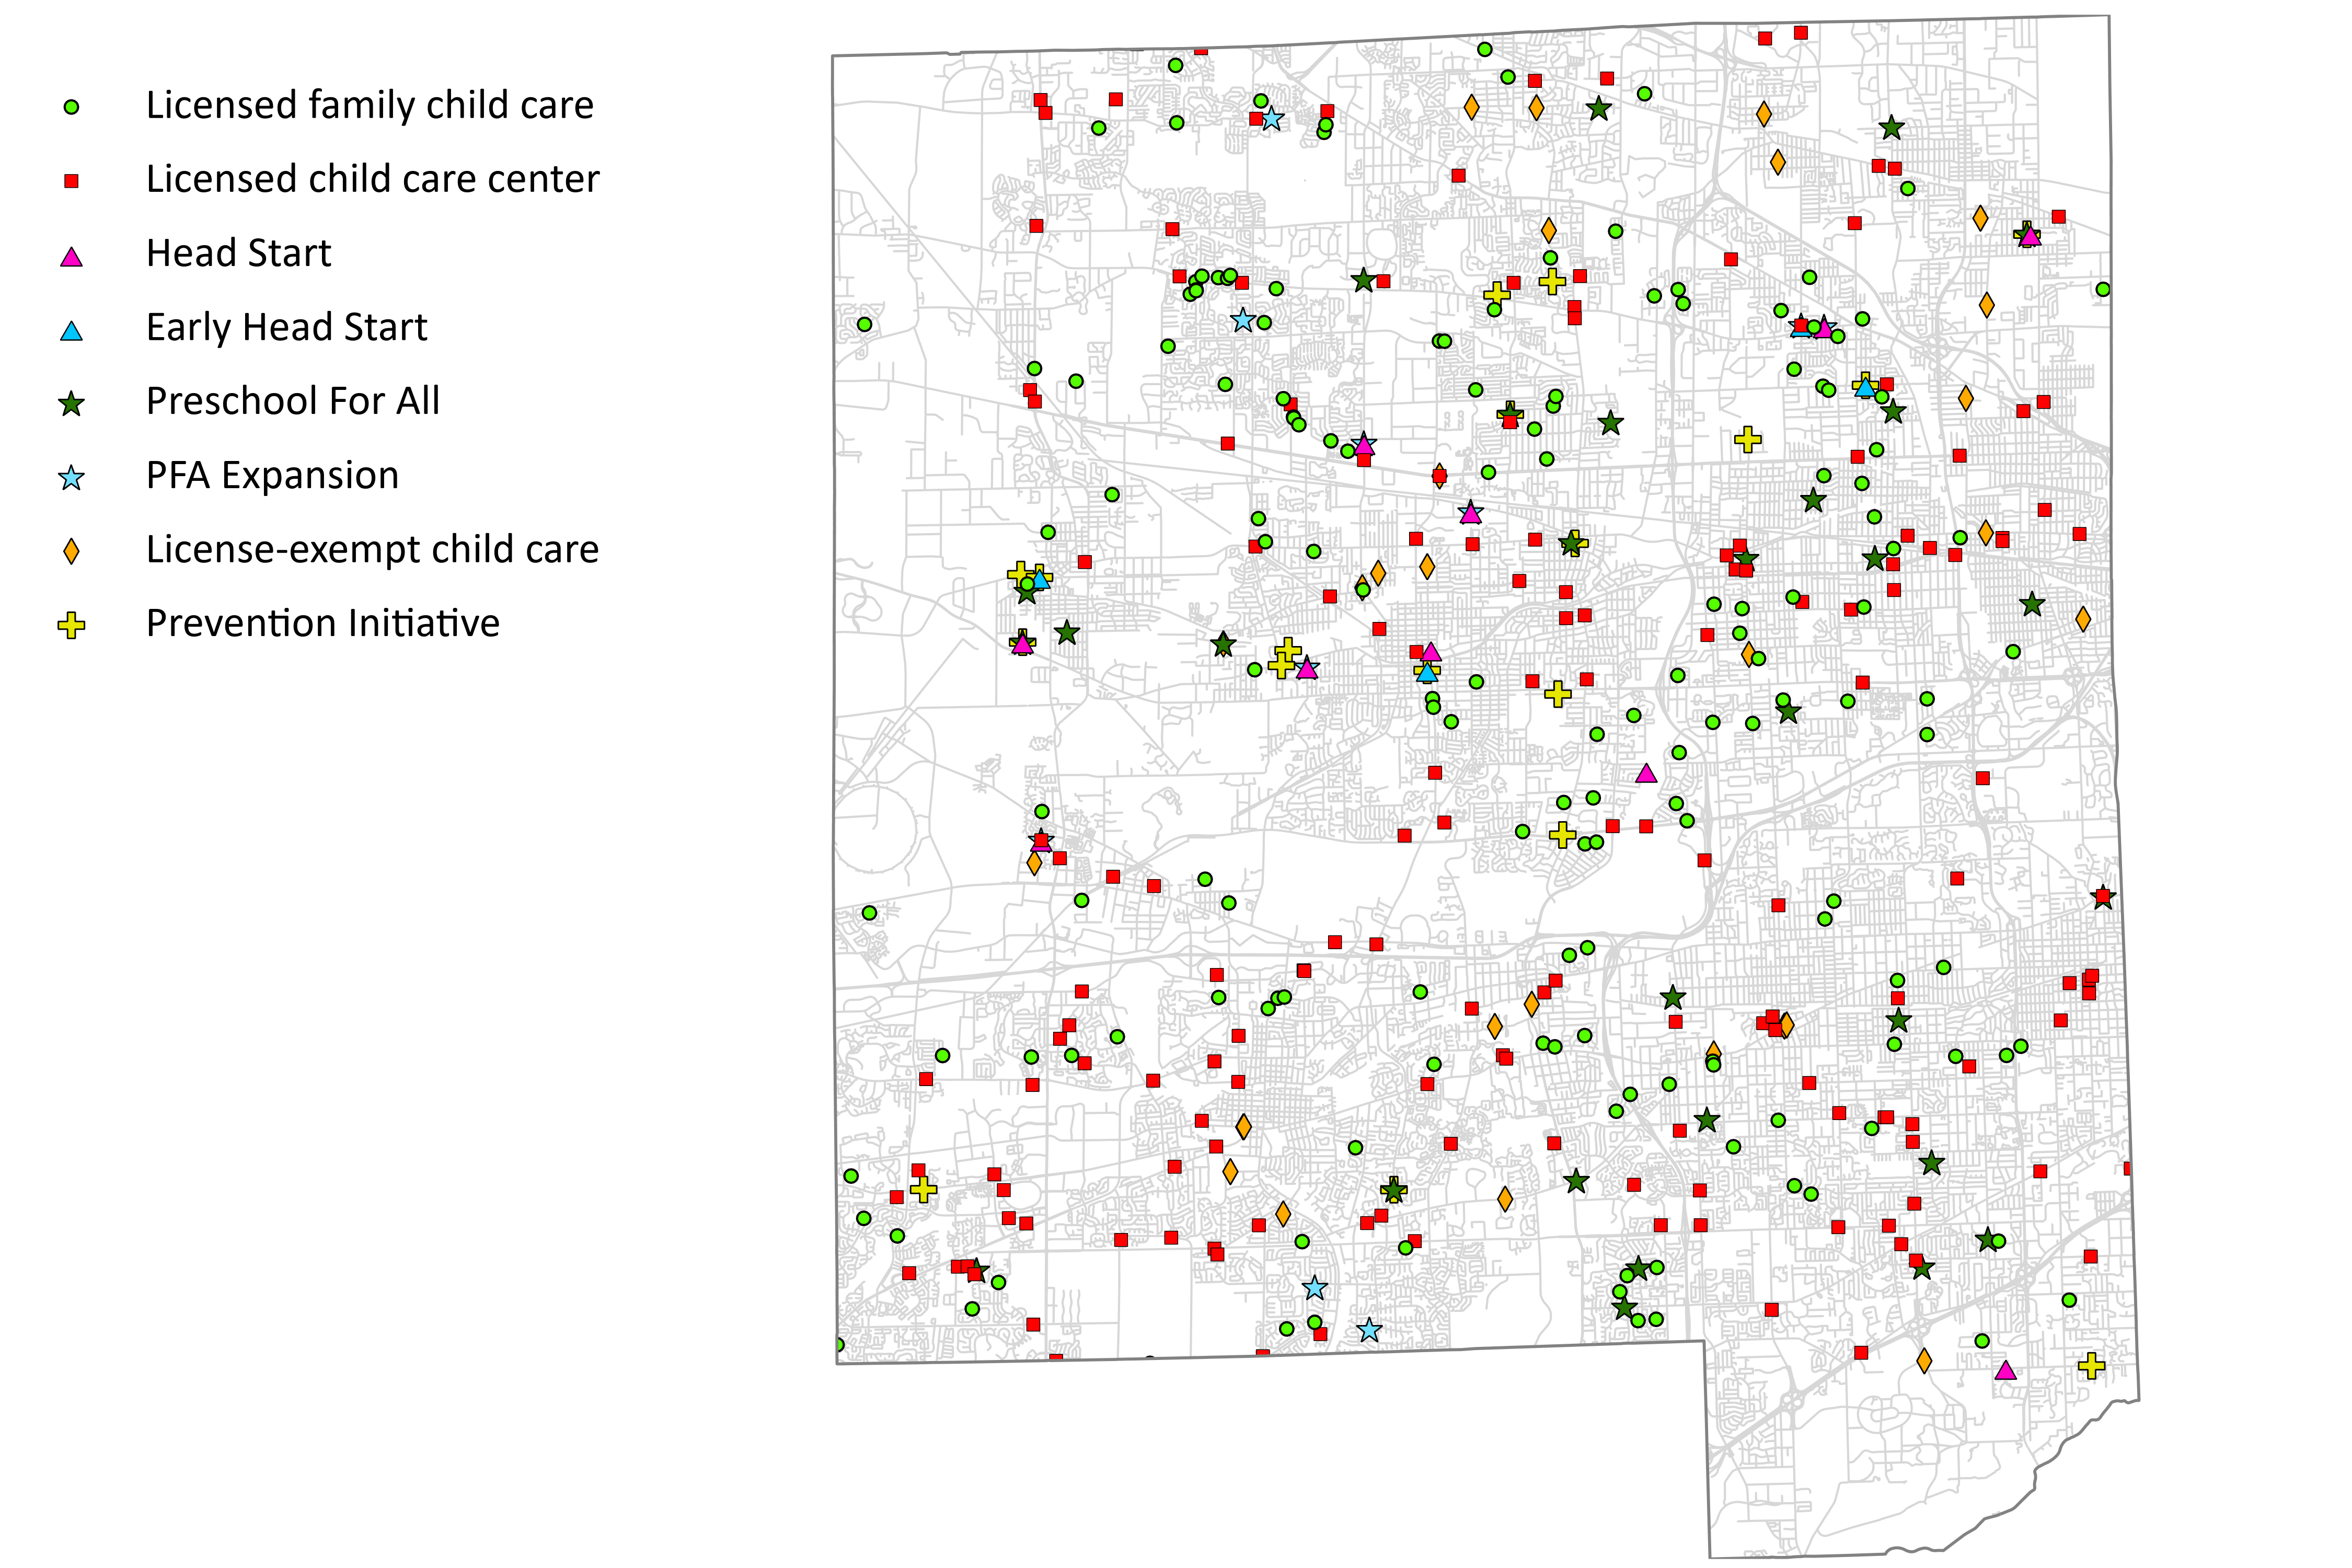 Licensed family child care
Licensed child care center
Head Start
Early Head Start
Preschool For All
PFA Expansion
License-exempt child care
Prevention Initiative